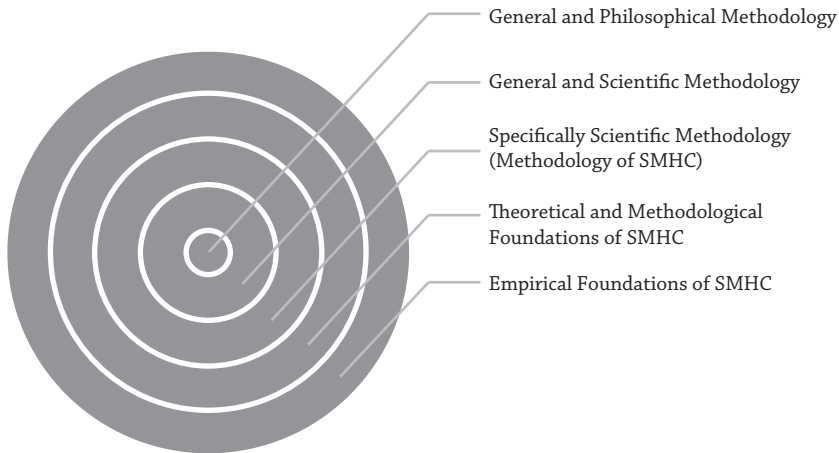 General and Philosophical Methodology
General and Scientific Methodology
Specifically Scientific Methodology
(Methodology of SMHC)
Theoretical and Methodological
Foundations of SMHC
Empirical Foundations of SMHC